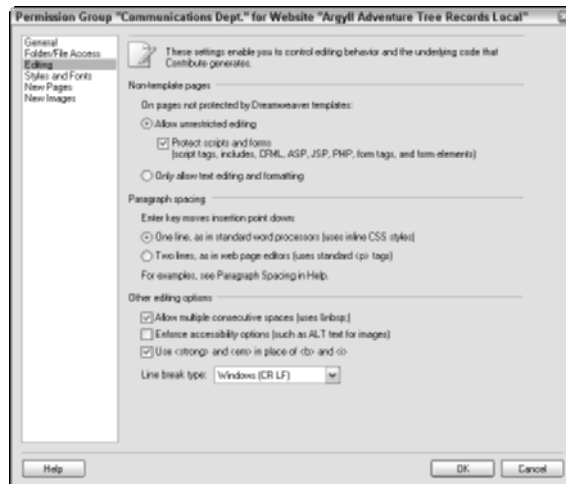 Permission Group "Communications Dept." for Website "Argyll Adventure Tree Records Local"
General
Folder/File Access
Editing
Styles and Fonts
New Pages
New Images
These settings enable you to control editing behavior and the underlying code that
Contribute generates.
Non-template pages
On pages not protected by Dreamweaver templates:
Allow unrestricted editing
Protect scripts and forms
(script tags, includes, CFML, ASP, JSP, PHP, form tags, and form elements)
Only allow text editing and formatting
Paragraph spacing
Enter key moves insertion point down:
One line, as in standard word processors (uses inline CSS styles)
Two lines, as in web page editors (uses standard <p> tags)
For examples, see Paragraph Spacing in Help.
Other editing options
Allow multiple consecutive spaces (uses &nbsp;)
Enforce accessibility options (such as ALT text for images)
Use <strong> and <em> in place of <b> and <i>
Line break type: Windows (CR LF)
Help OK Cancel